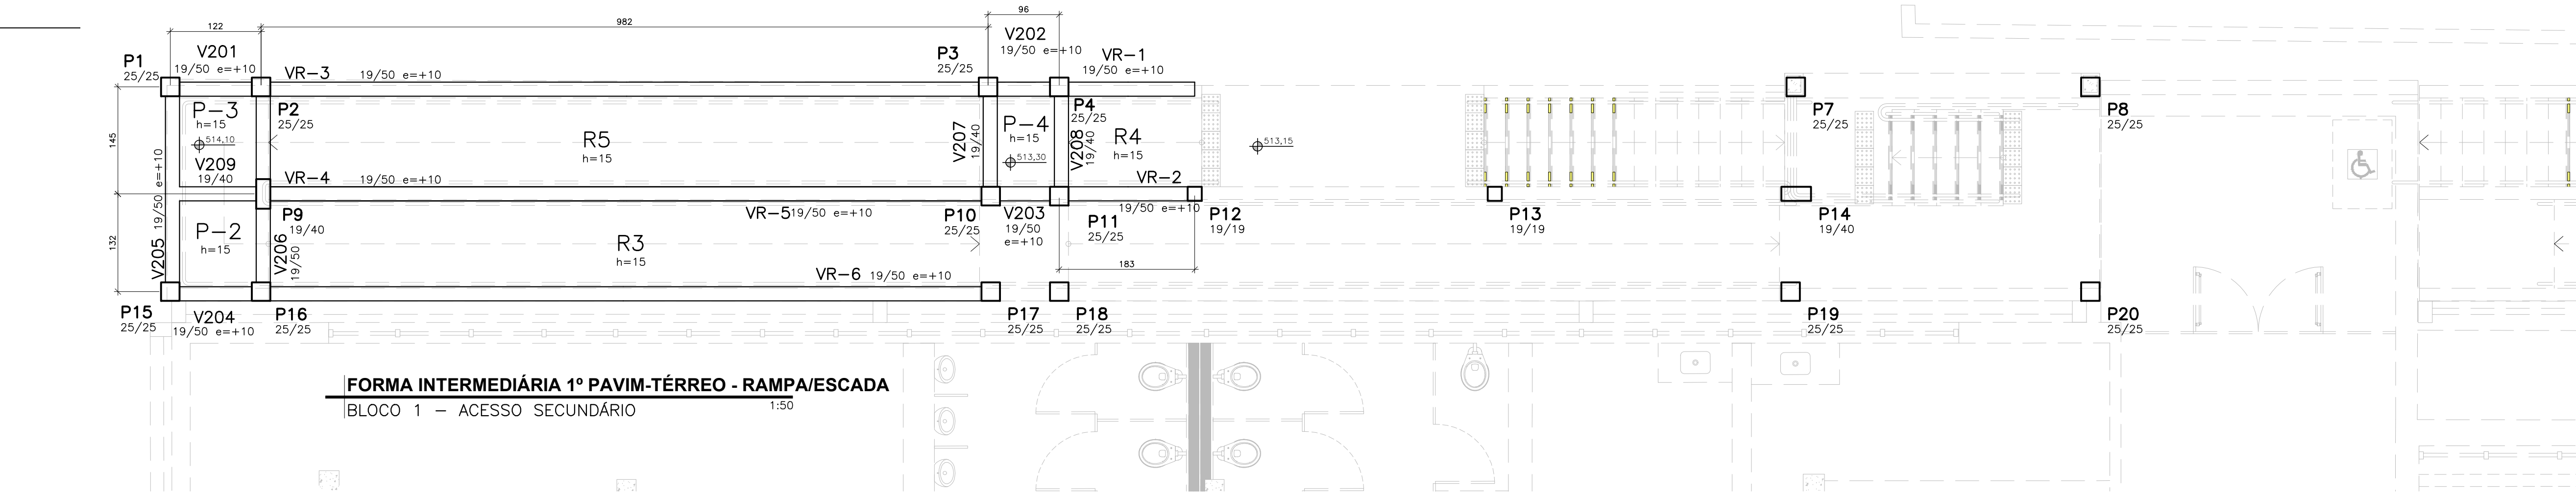 122
982
96
V201
19/50 e=+10
V202
19/50 e=+10
P1
25/25
VR-3
19/50 e=+10
P3
25/25
VR-1
19/50 e=+10
P-3
h=15
514,10
P2
25/25
R5
h=15
V207
19/40
P-4
h=15
513,30
P4
25/25
V208
19/40
R4
h=15
513,15
P7
25/25
P8
25/25
145
V209
19/40
VR-4
19/50 e=+10
VR-2
19/50 e=+10
132
V205
19/50 e=+10
P-2
h=15
V206
19/50
P9
19/40
VR-5
19/50 e=+10
P10
25/25
V203
19/50
e=+10
P11
25/25
P12
19/19
P13
19/19
P14
19/40
R3
h=15
VR-6 19/50 e=+10
183
P15
25/25
V204
19/50 e=+10
P16
25/25
P17
25/25
P18
25/25
P19
25/25
P20
25/25
FORMA INTERMEDIÁRIA 1º PAVIM-TÉRREO - RAMPA/ESCADA
BLOCO 1 – ACESSO SECUNDÁRIO
1:50